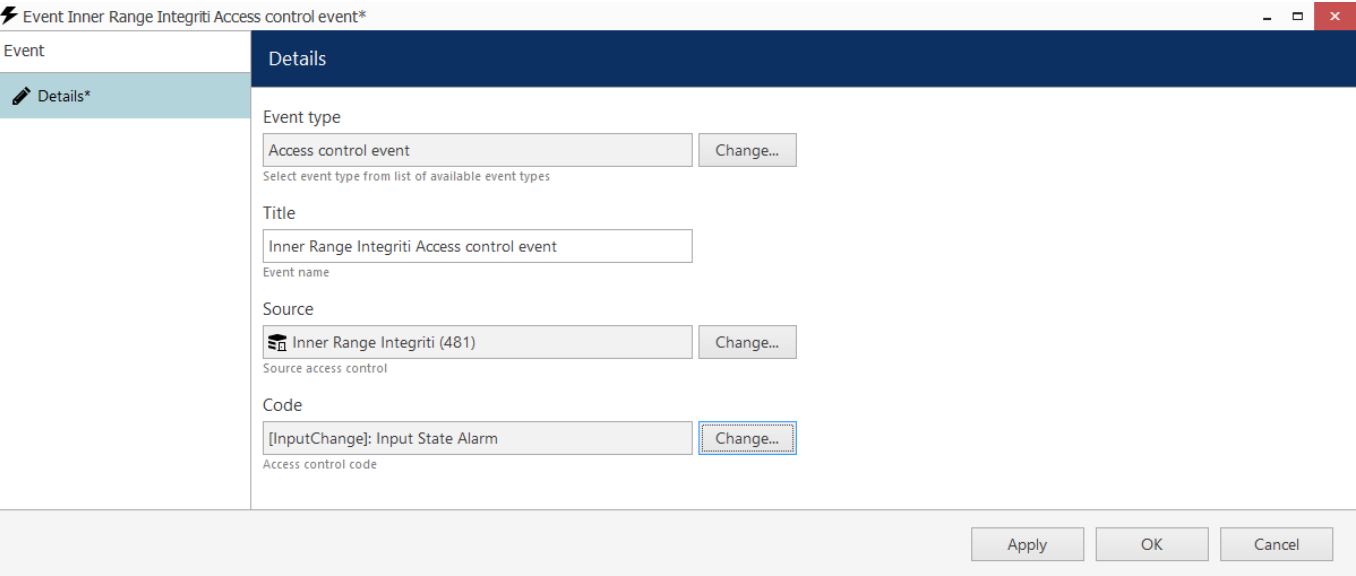 Event Inner Range Integriti Access control event*
Event
Details*
Details
Event type
Access control event
Change...
Select event type from list of available event types
Title
Inner Range Integriti Access control event
Event name
Source
Inner Range Integriti (481)
Change...
Source access control
Code
[InputChange]: Input State Alarm
Change...
Access control code
Apply
OK
Cancel